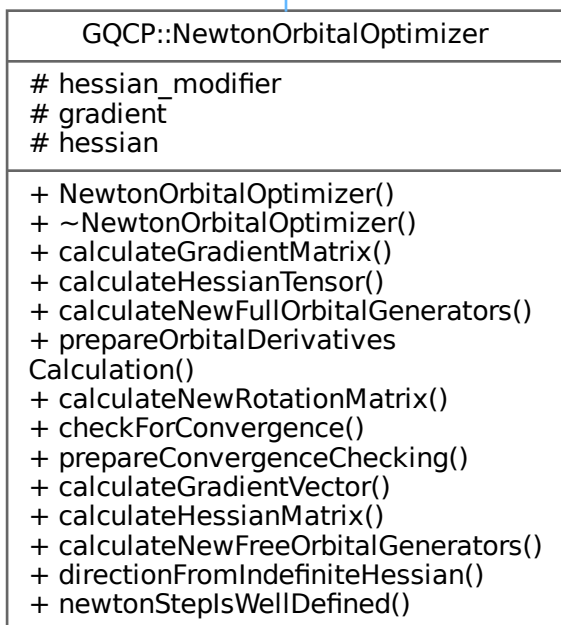 GQCP::NewtonOrbitalOptimizer
# hessian_modifier
# gradient
# hessian
+ NewtonOrbitalOptimizer()
+ ~NewtonOrbitalOptimizer()
+ calculateGradientMatrix()
+ calculateHessianTensor()
+ calculateNewFullOrbitalGenerators()
+ prepareOrbitalDerivatives
Calculation()
+ calculateNewRotationMatrix()
+ checkForConvergence()
+ prepareConvergenceChecking()
+ calculateGradientVector()
+ calculateHessianMatrix()
+ calculateNewFreeOrbitalGenerators()
+ directionFromIndefiniteHessian()
+ newtonStepIsWellDefined()